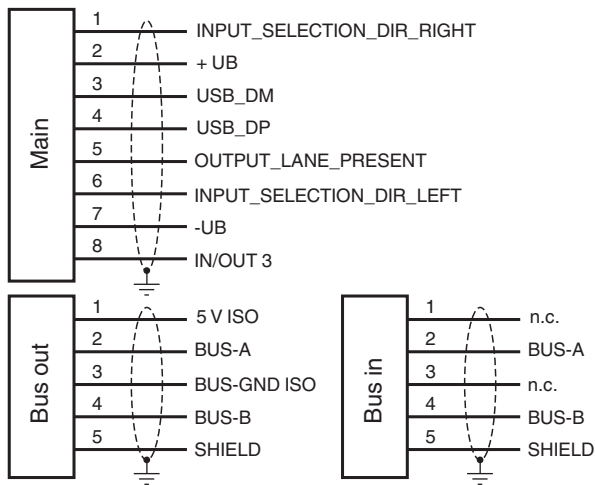 Main
1 INPUT_SELECTION_DIR_RIGHT
2 + UB
3 USB_DM
4 USB_DP
5 OUTPUT_LANE_PRESENT
6 INPUT_SELECTION_DIR_LEFT
7 -UB
8 IN/OUT 3
Bus out
1 5 V ISO
2 BUS-A
3 BUS-GND ISO
4 BUS-B
5 SHIELD
Bus in
1 n.c.
2 BUS-A
3 n.c.
4 BUS-B
5 SHIELD